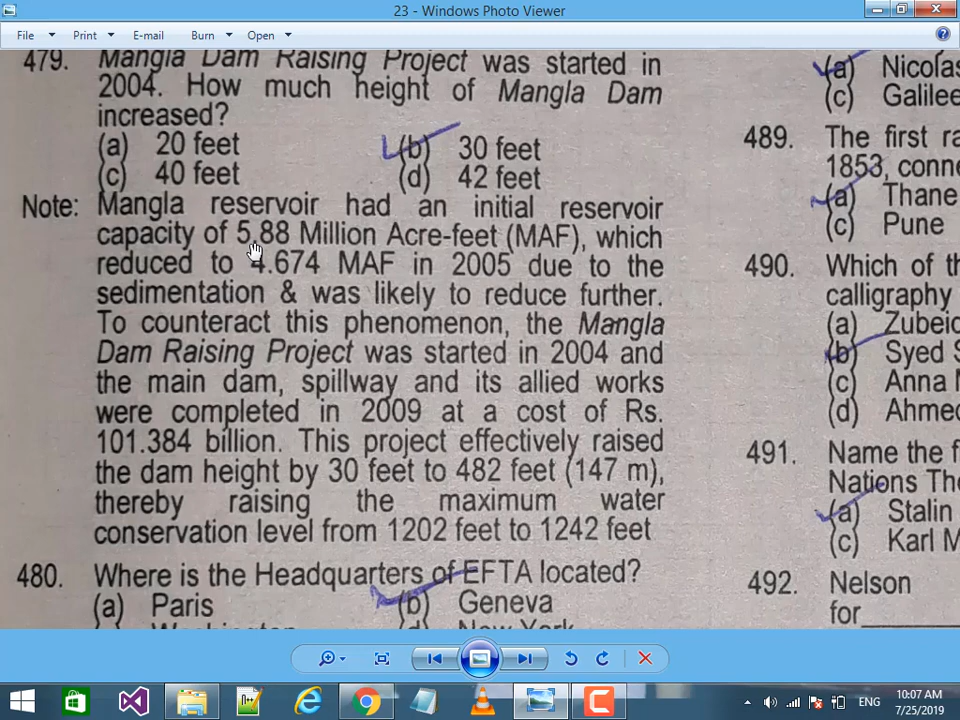 23 - Windows Photo Viewer
File Print E-mail Burn Open
479. Mangla Dam Raising Project was started in
2004. How much height of Mangla Dam
increased?
(a) 20 feet (b) 30 feet
(c) 40 feet (d) 42 feet
Note: Mangla reservoir had an initial reservoir
capacity of 5.88 Million Acre-feet (MAF), which
reduced to 4.674 MAF in 2005 due to the
sedimentation & was likely to reduce further.
To counteract this phenomenon, the Mangla
Dam Raising Project was started in 2004 and
the main dam, spillway and its allied works
were completed in 2009 at a cost of Rs.
101.384 billion. This project effectively raised
the dam height by 30 feet to 482 feet (147 m),
thereby raising the maximum water
conservation level from 1202 feet to 1242 feet
480. Where is the Headquarters of EFTA located?
(a) Paris (b) Geneva
(a) Nicolas
(c) Galilee
489. The first ra
1853, conne
(a) Thane
(c) Pune
490. Which of th
calligraphy
(a) Zubeid
(b) Syed S
(c) Anna M
(d) Ahmed
491. Name the f
Nations The
(a) Stalin
(c) Karl M
492. Nelson
for
ENG
10:07 AM
7/25/2019